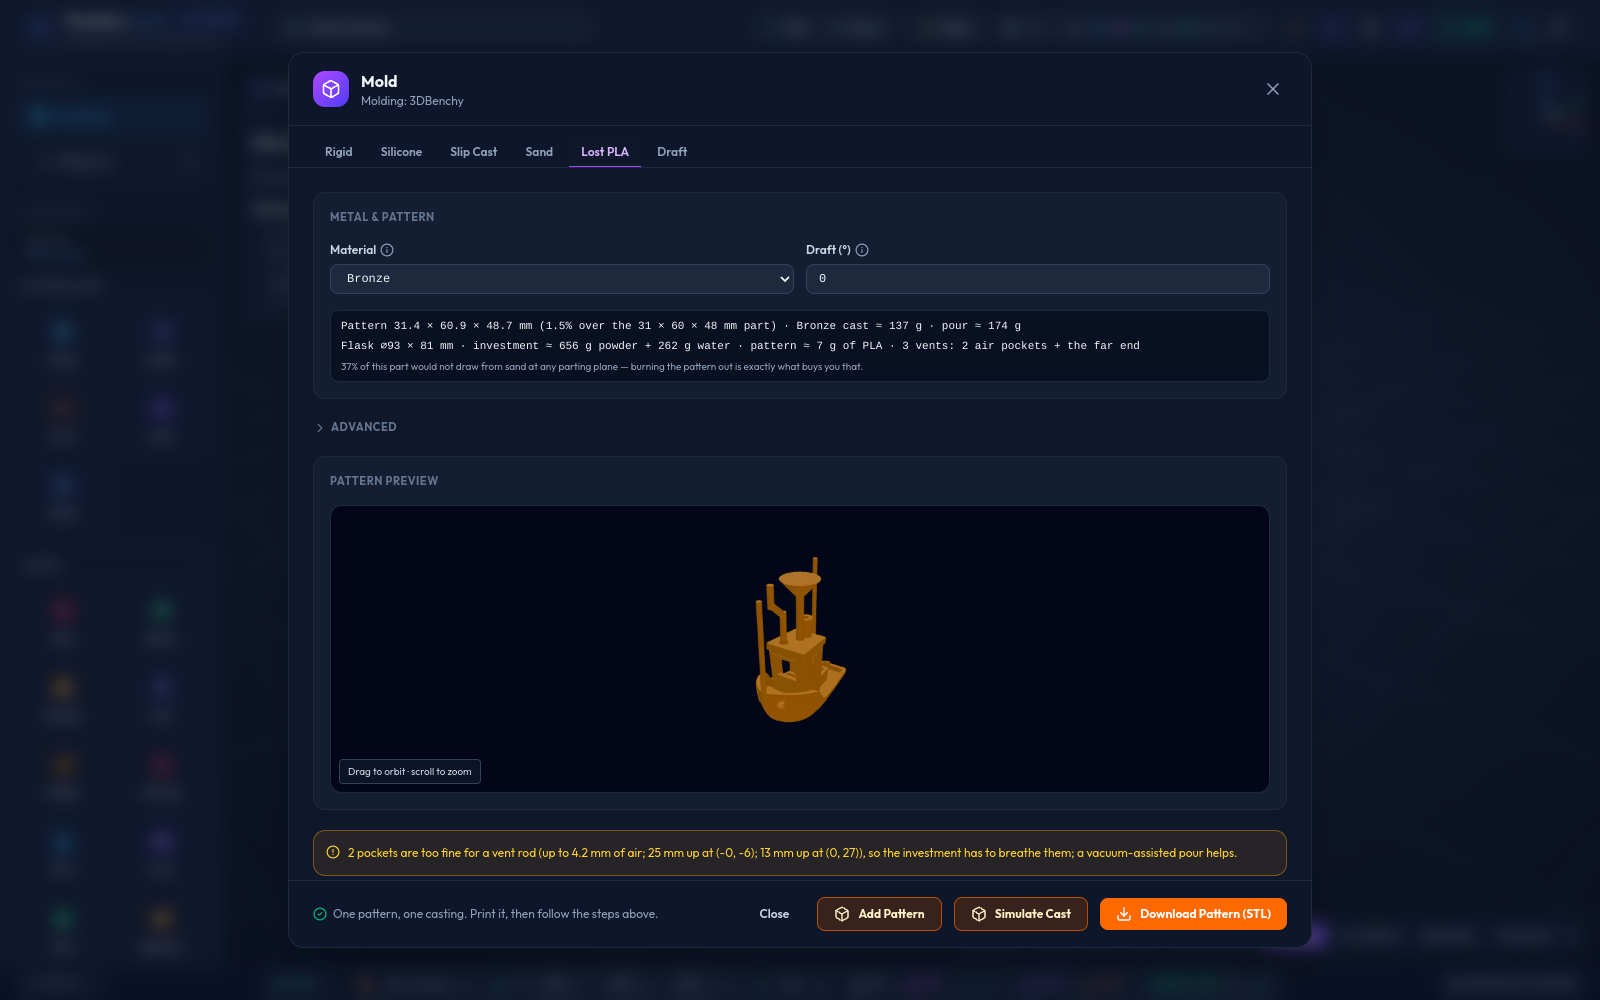 Mold
Molding: 3DBenchy
Rigid
Silicone
Slip Cast
Sand
Lost PLA
Draft
METAL & PATTERN
Material
Draft (°)
Bronze
0
Pattern 31.4 × 60.9 × 48.7 mm (1.5% over the 31 × 60 × 48 mm part) · Bronze cast ≈ 137 g · pour ≈ 174 g
Flask ⌀93 × 81 mm · investment ≈ 656 g powder + 262 g water · pattern ≈ 7 g of PLA · 3 vents: 2 air pockets + the far end
37% of this part would not draw from sand at any parting plane — burning the pattern out is exactly what buys you that.
ADVANCED
PATTERN PREVIEW
Drag to orbit · scroll to zoom
2 pockets are too fine for a vent rod (up to 4.2 mm of air; 25 mm up at (-0, -6); 13 mm up at (0, 27)), so the investment has to breathe them; a vacuum-assisted pour helps.
One pattern, one casting. Print it, then follow the steps above.
Close
Add Pattern
Simulate Cast
Download Pattern (STL)